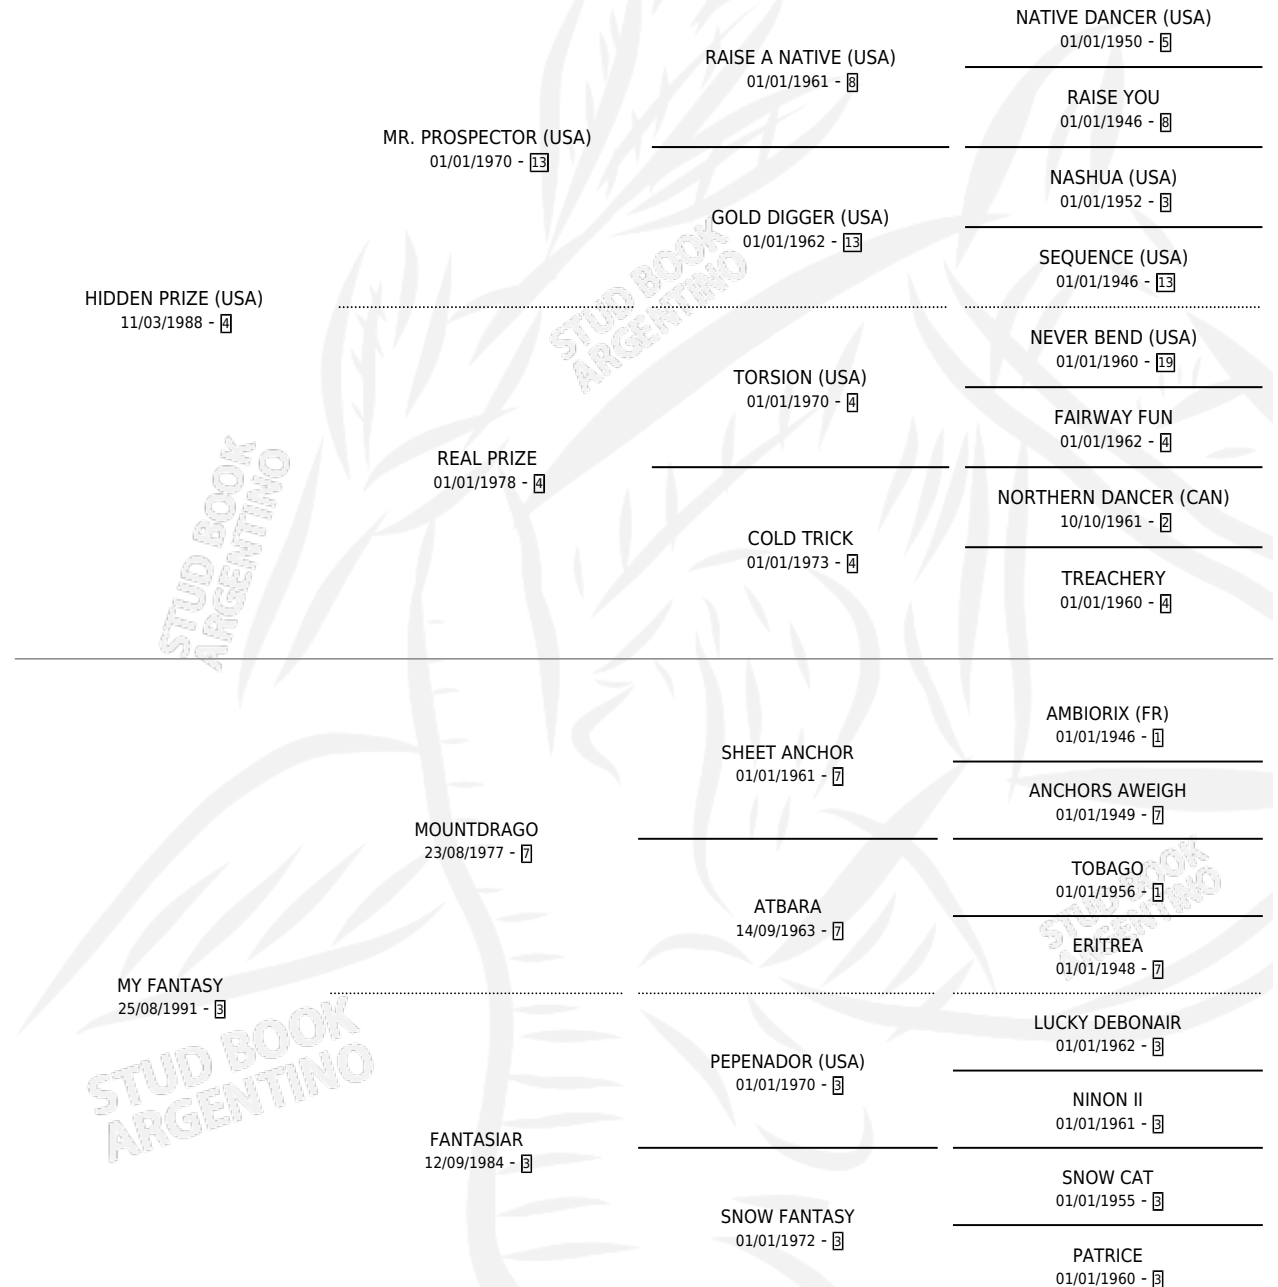 NATIVE DANCER (USA)
01/01/1950 - 5
RAISE A NATIVE (USA)
01/01/1961 - 8
RAISE YOU
01/01/1946 - 8
MR. PROSPECTOR (USA)
01/01/1970 - 13
NASHUA (USA)
01/01/1952 - 3
GOLD DIGGER (USA)
01/01/1962 - 13
SEQUENCE (USA)
01/01/1946 - 13
HIDDEN PRIZE (USA)
11/03/1988 - 4
NEVER BEND (USA)
01/01/1960 - 19
TORSION (USA)
01/01/1970 - 4
FAIRWAY FUN
01/01/1962 - 4
REAL PRIZE
01/01/1978 - 4
NORTHERN DANCER (CAN)
10/10/1961 - 2
COLD TRICK
01/01/1973 - 4
TREACHERY
01/01/1960 - 4
AMBIORIX (FR)
01/01/1946 - 1
SHEET ANCHOR
01/01/1961 - 7
ANCHORS AWEIGH
01/01/1949 - 7
MOUNTDRAGO
23/08/1977 - 7
TOBAGO
01/01/1956 - 1
ATBARA
14/09/1963 - 7
ERITREA
01/01/1948 - 7
MY FANTASY
25/08/1991 - 3
LUCKY DEBONAIR
01/01/1962 - 3
PEPENADOR (USA)
01/01/1970 - 3
NINON II
01/01/1961 - 3
FANTASIAR
12/09/1984 - 3
SNOW CAT
01/01/1955 - 3
SNOW FANTASY
01/01/1972 - 3
PATRICE
01/01/1960 - 3
STUD BOOK
ARGENTINO
STUD BOOK
ARGENTINO
STUD BOOK
ARGENTINO
STUD BOOK
ARGENTINO